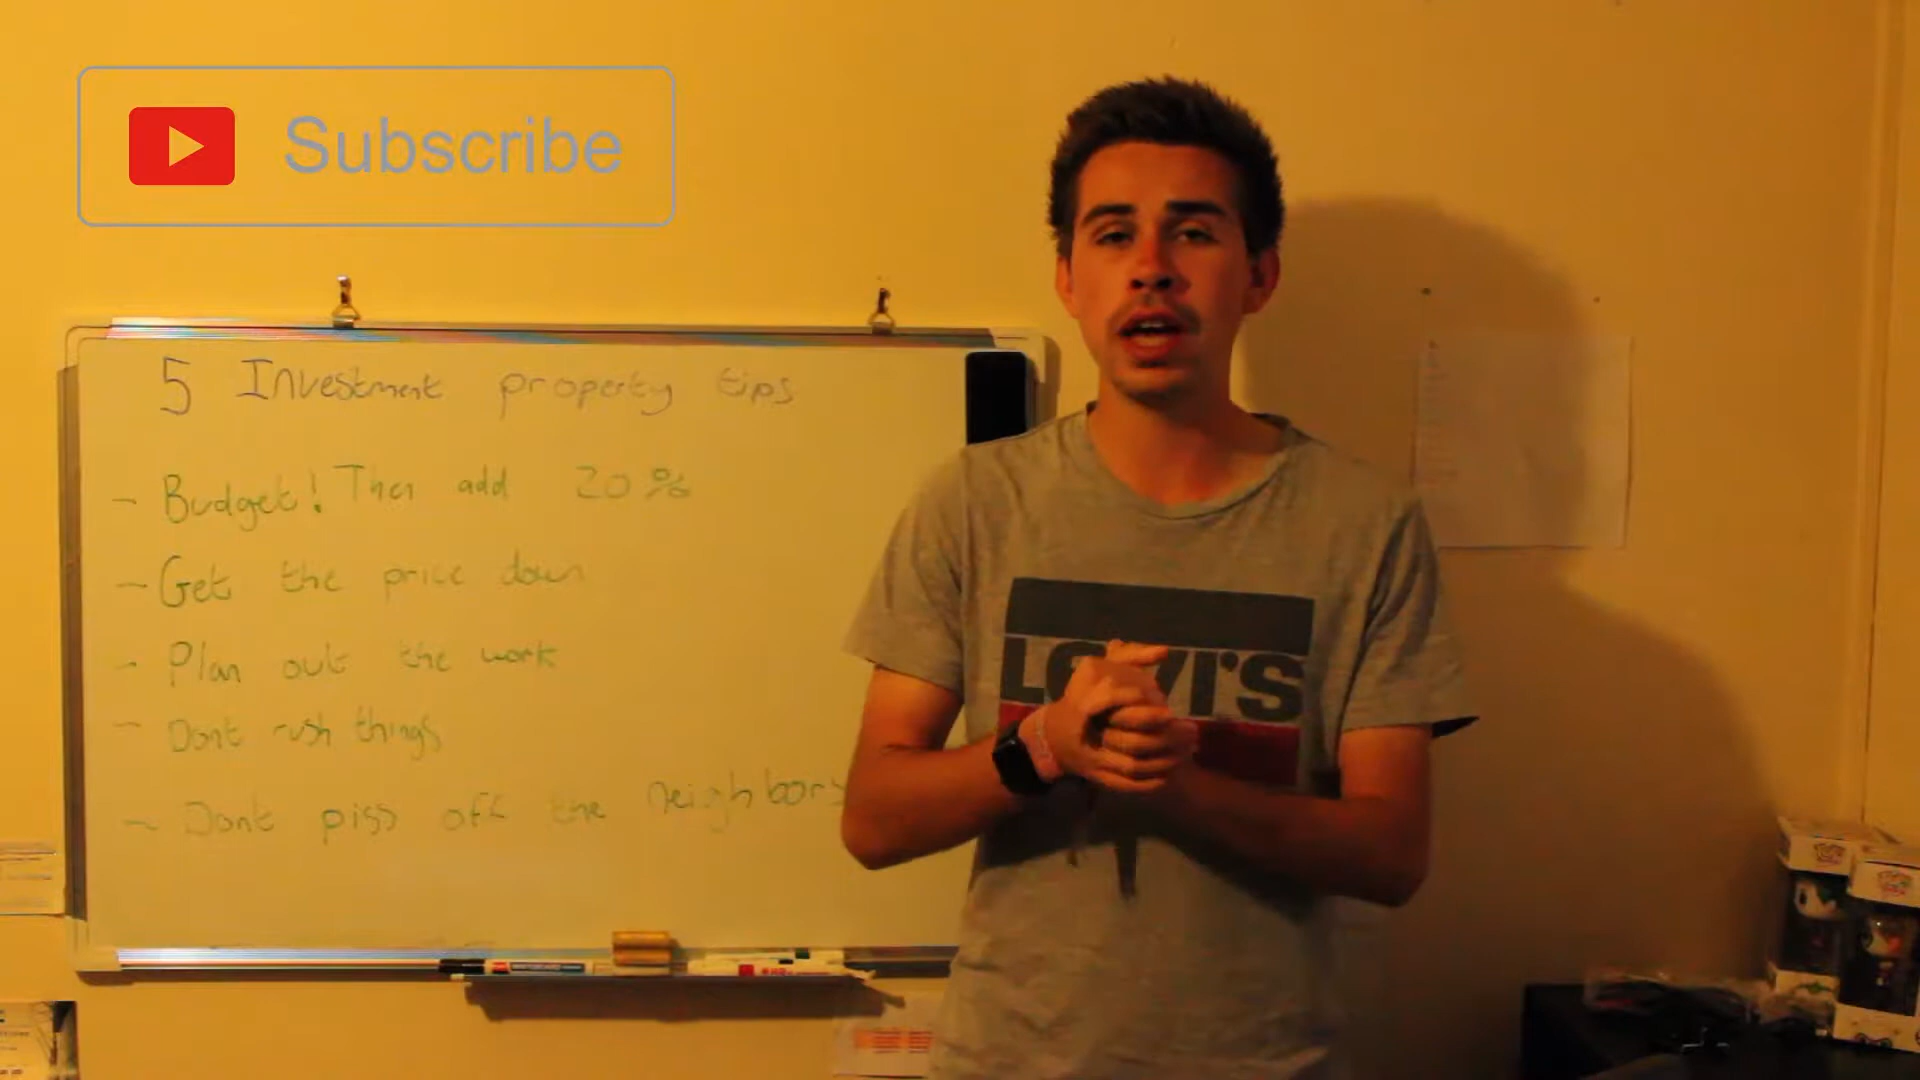 Subscribe
5 Investment property tips
- Budget! Then add 20%
- Get the price down
- Plan out the work
- Dont rush things
- Dont piss off the neighbors
LEVI'S